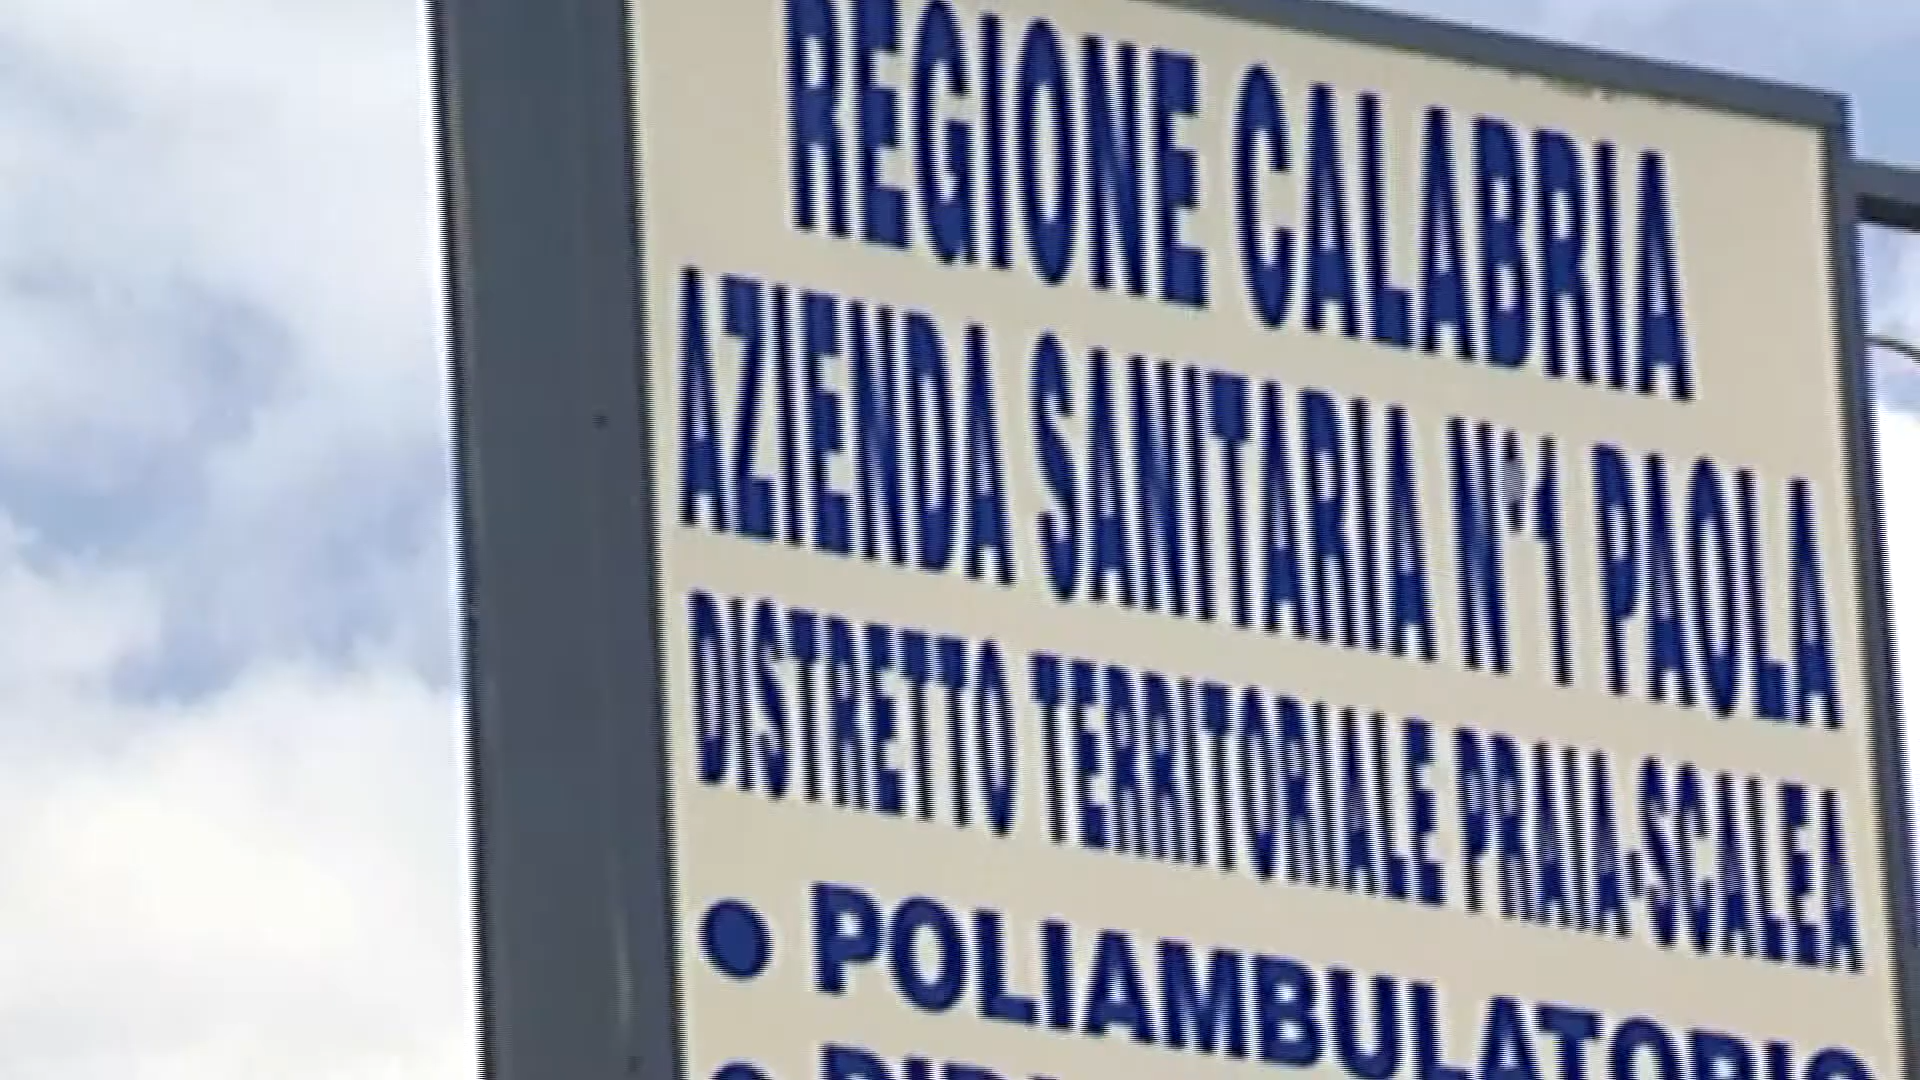 REGIONE CALABRIA
AZIENDA SANITARIA N°1 PAOLA
DISTRETTO TERRITORIALE PRAIA-SCALEA
• POLIAMBULATORIO